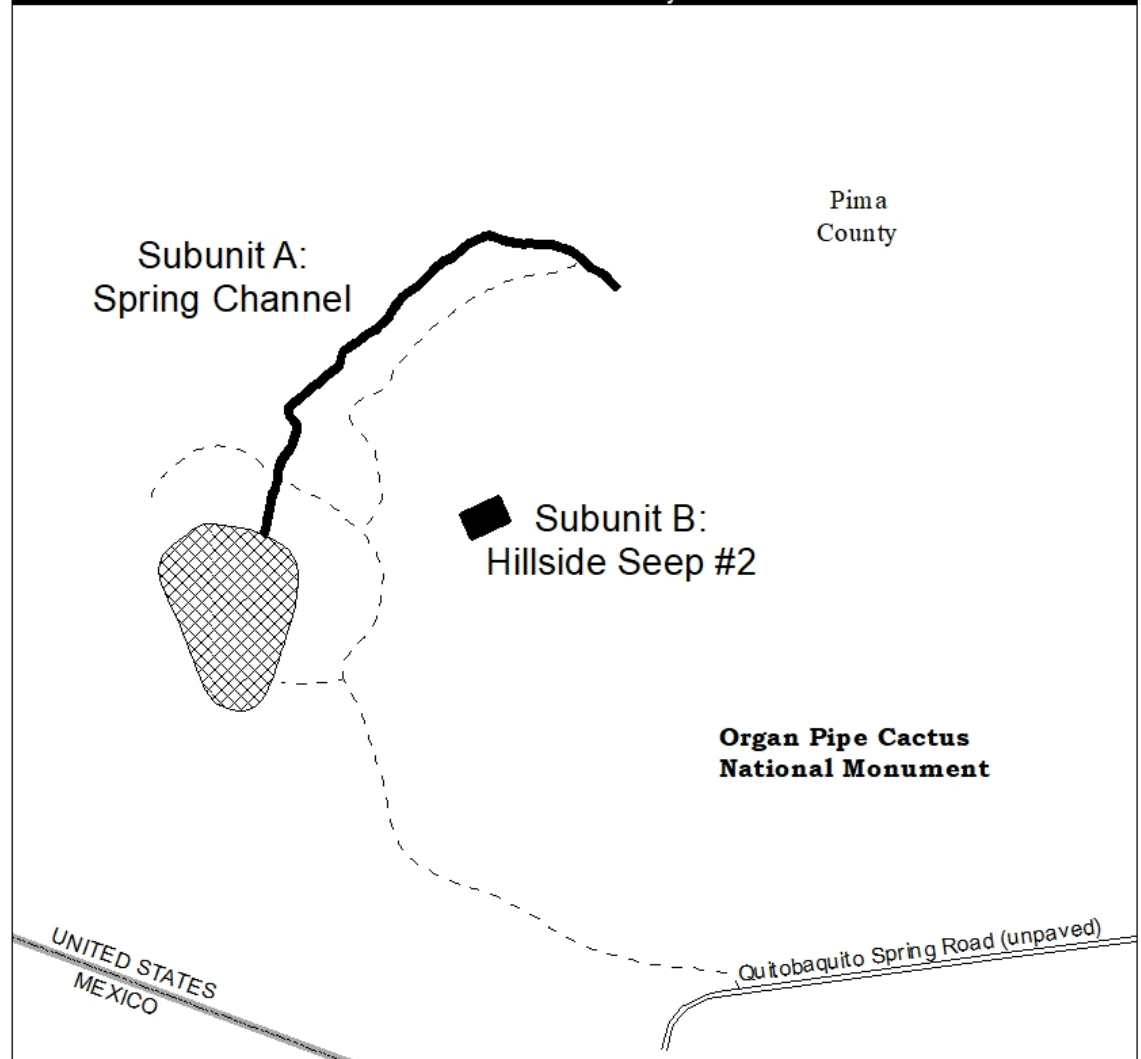 Pima
County
Subunit A:
Spring Channel
Subunit B:
Hillside Seep #2
Organ Pipe Cactus
National Monument
Quitobaquito Spring Road (unpaved)
UNITED STATES
MEXICO